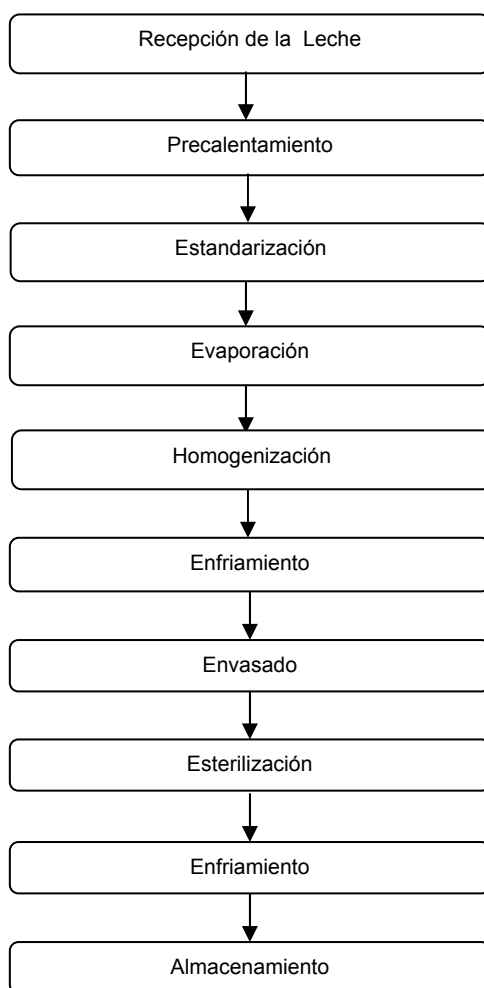 Recepción de la Leche
Precalentamiento
Estandarización
Evaporación
Homogenización
Enfriamiento
Envasado
Esterilización
Enfriamiento
Almacenamiento